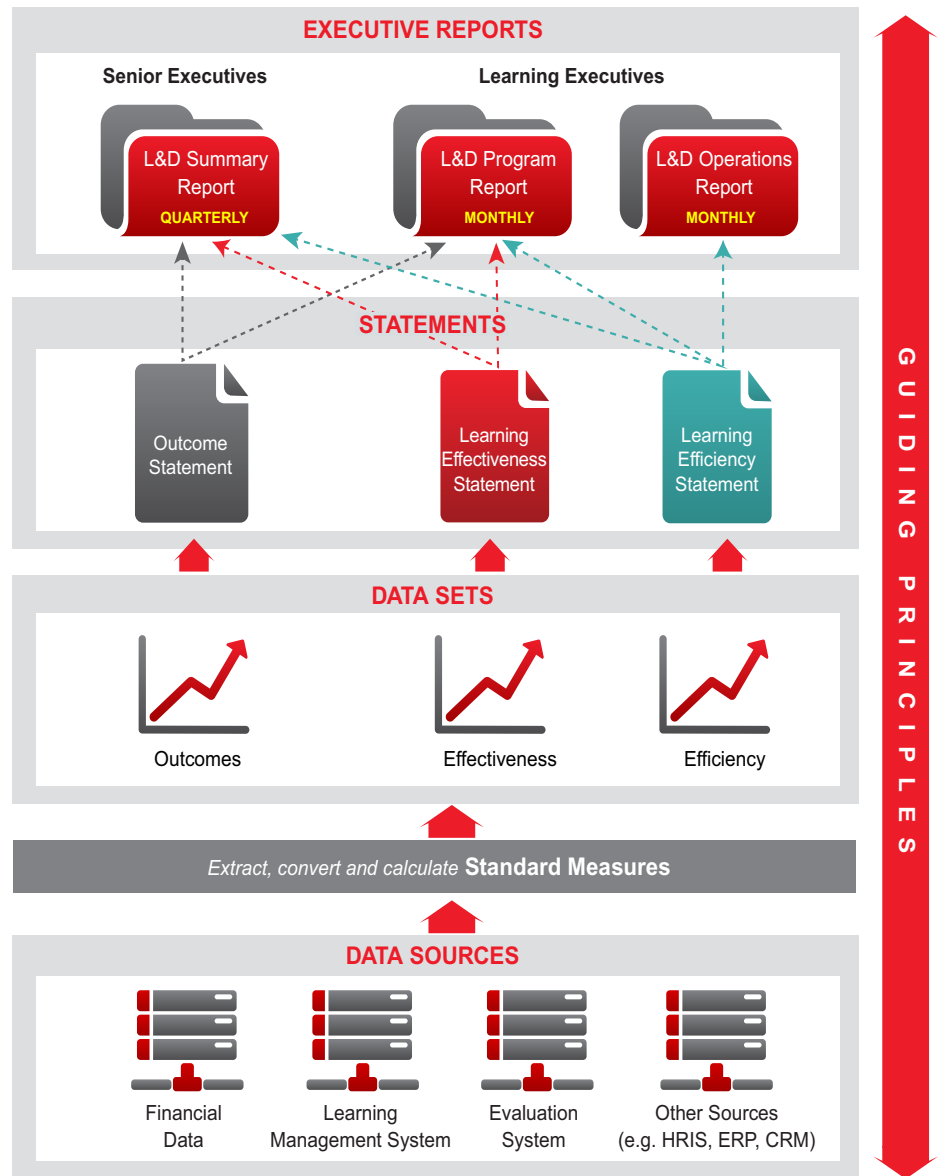 EXECUTIVE REPORTS
Senior Executives
Learning Executives
L&D Summary
Report
QUARTERLY
L&D Program
Report
MONTHLY
L&D Operations
Report
MONTHLY
STATEMENTS
Outcome
Statement
Learning
Effectiveness
Statement
Learning
Efficiency
Statement
DATA SETS
Outcomes
Effectiveness
Efficiency
Extract, convert and calculate Standard Measures
DATA SOURCES
Financial
Data
Learning
Management System
Evaluation
System
Other Sources
(e.g. HRIS, ERP, CRM)
GUIDING PRINCIPLES